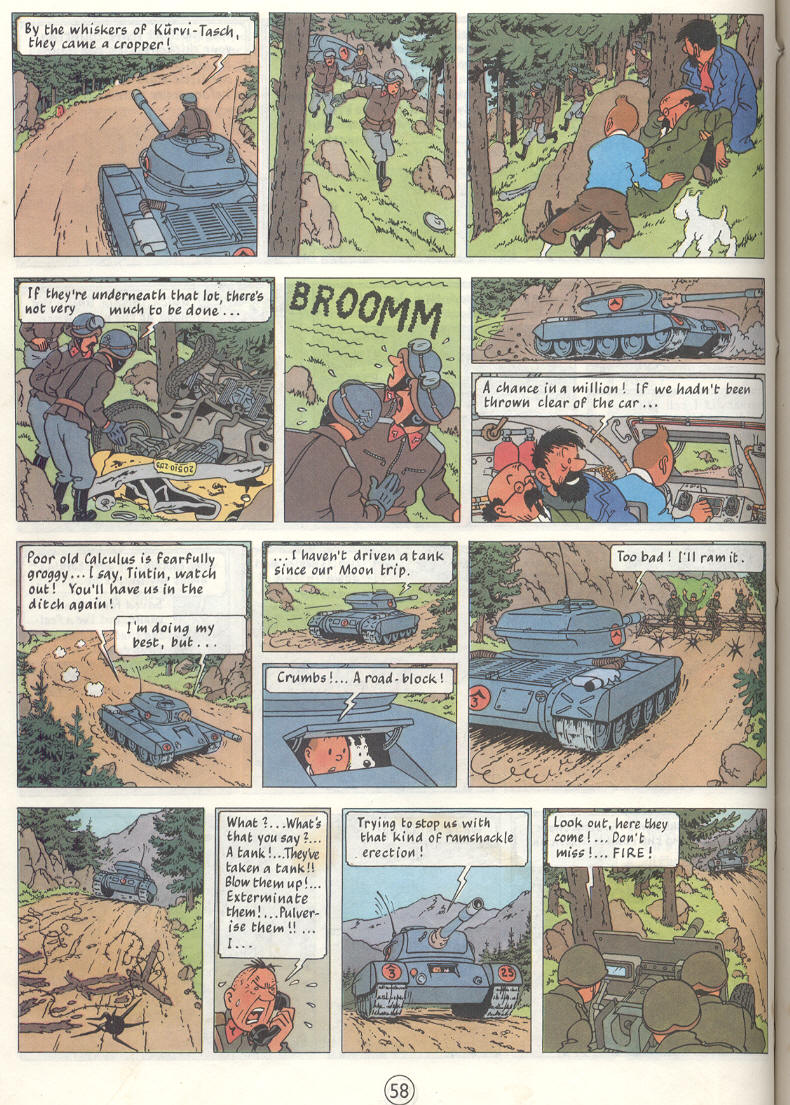 By the whiskers of Kûrvi-Tasch,
they came a cropper!
If they're underneath that lot, there's
not very much to be done...
BROOMM
A chance in a million! If we hadn't been
thrown clear of the car...
Poor old Calculus is fearfully
groggy... I say, Tintin, watch
out! You'll have us in the
ditch again!
I'm doing my
best, but...
...I haven't driven a tank
since our Moon trip.
Crumbs!... A road-block!
Too bad! I'll ram it.
3
What?... What's
that you say?...
A tank!... They've
taken a tank!!
Blow them up!...
Exterminate
them!... Pulver-
ise them!! ...
I...
Trying to stop us with
that kind of ramshackle
erection!
3
23
Look out, here they
come!... Don't
miss!... FIRE!
58